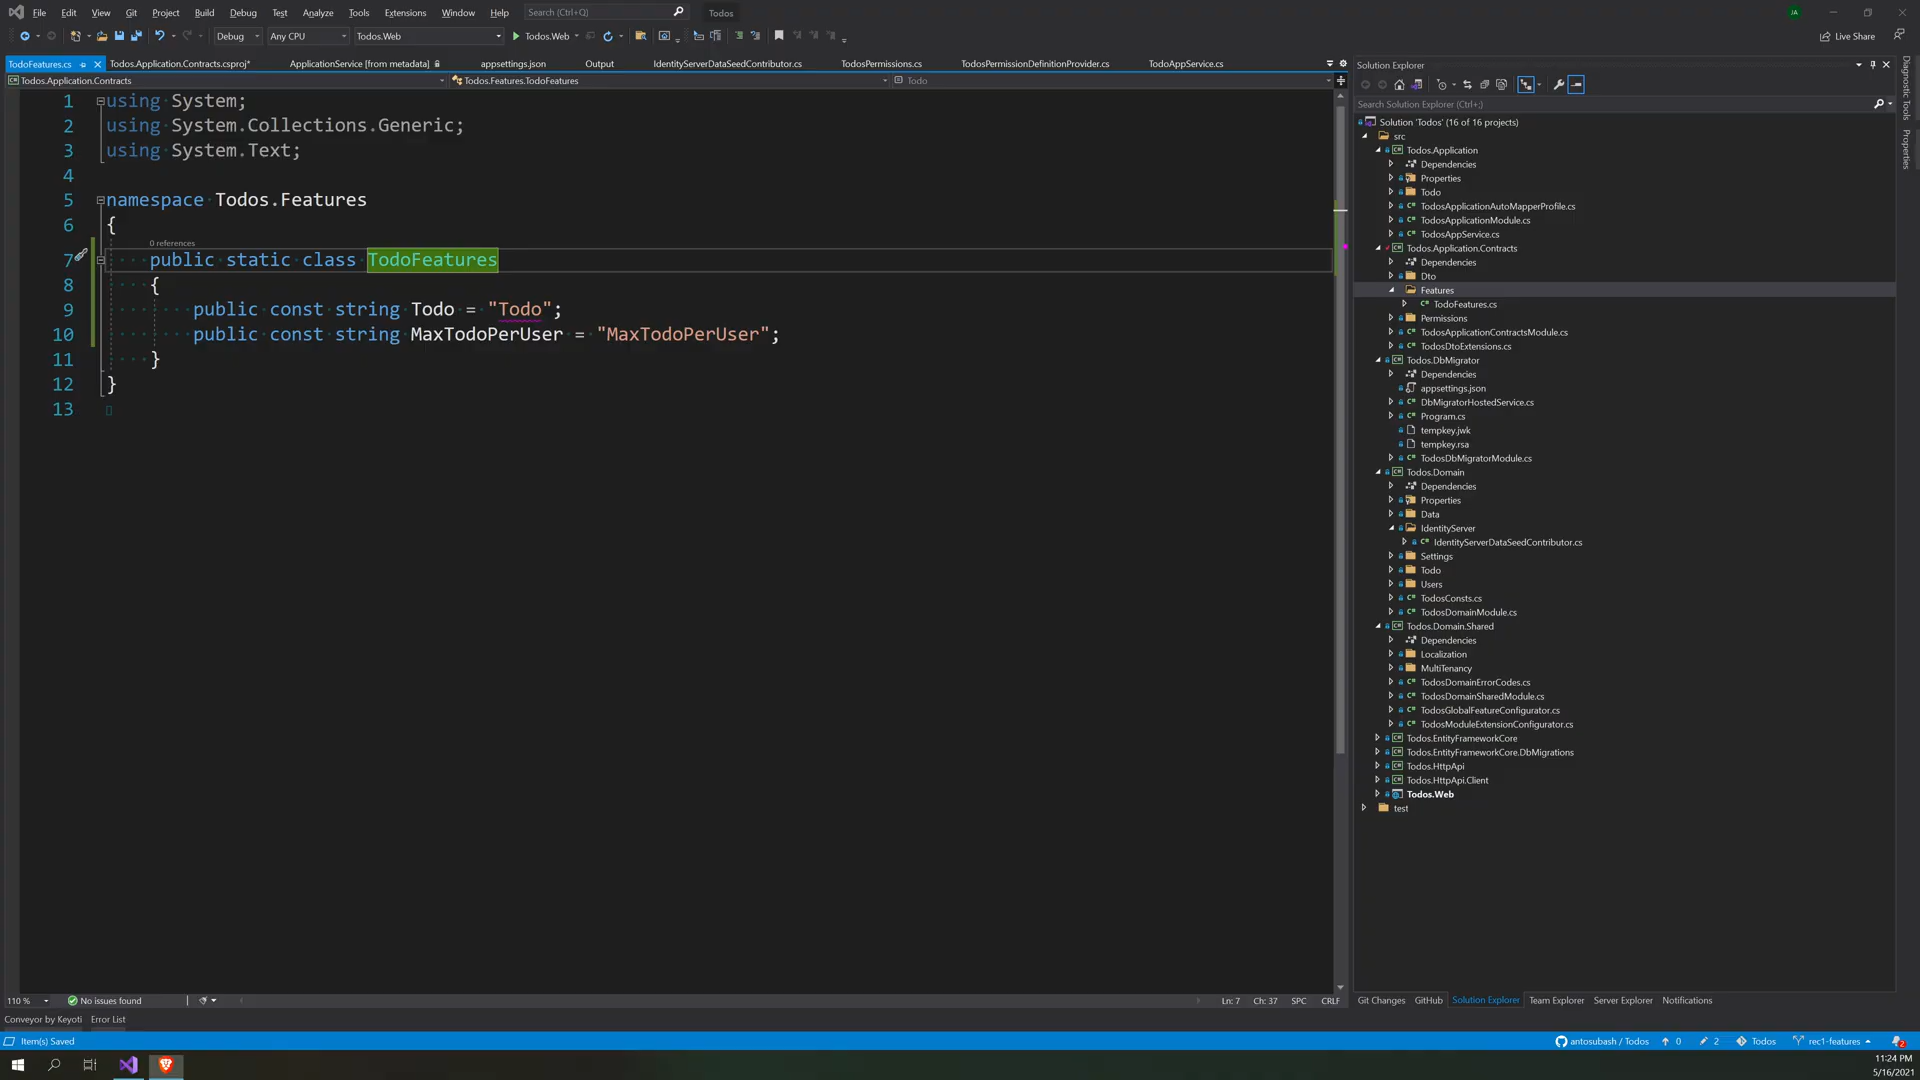 File Edit View Git Project Build Debug Test Analyze Tools Extensions Window Help Search (Ctrl+Q) Todos JA
Debug Any CPU Todos.Web Todos.Web Live Share
TodoFeatures.cs Todos.Application.Contracts.csproj* ApplicationService [from metadata] appsettings.json Output IdentityServerDataSeedContributor.cs TodosPermissions.cs TodosPermissionDefinitionProvider.cs TodoAppService.cs
Todos.Application.Contracts Todos.Features.TodoFeatures Todo
1 using System;
2 using System.Collections.Generic;
3 using System.Text;
4
5 namespace Todos.Features
6 {
0 references
7 public static class TodoFeatures
8 {
9 public const string Todo = "Todo";
10 public const string MaxTodoPerUser = "MaxTodoPerUser";
11 }
12 }
13
110 % No issues found Ln: 7 Ch: 37 SPC CRLF
Solution Explorer
Search Solution Explorer (Ctrl+;)
Solution 'Todos' (16 of 16 projects)
src
Todos.Application
Dependencies
Properties
Todo
TodosApplicationAutoMapperProfile.cs
TodosApplicationModule.cs
TodosAppService.cs
Todos.Application.Contracts
Dependencies
Dto
Features
TodoFeatures.cs
Permissions
TodosApplicationContractsModule.cs
TodosDtoExtensions.cs
Todos.DbMigrator
Dependencies
appsettings.json
DbMigratorHostedService.cs
Program.cs
tempkey.jwk
tempkey.rsa
TodosDbMigratorModule.cs
Todos.Domain
Dependencies
Properties
Data
IdentityServer
IdentityServerDataSeedContributor.cs
Settings
Todo
Users
TodosConsts.cs
TodosDomainModule.cs
Todos.Domain.Shared
Dependencies
Localization
MultiTenancy
TodosDomainErrorCodes.cs
TodosDomainSharedModule.cs
TodosGlobalFeatureConfigurator.cs
TodosModuleExtensionConfigurator.cs
Todos.EntityFrameworkCore
Todos.EntityFrameworkCore.DbMigrations
Todos.HttpApi
Todos.HttpApi.Client
Todos.Web
test
Git Changes GitHub Solution Explorer Team Explorer Server Explorer Notifications
Diagnostic Tools
Properties
Conveyor by Keyoti Error List
Item(s) Saved antosubash / Todos 0 2 Todos rec1-features 2
11:24 PM
5/16/2021